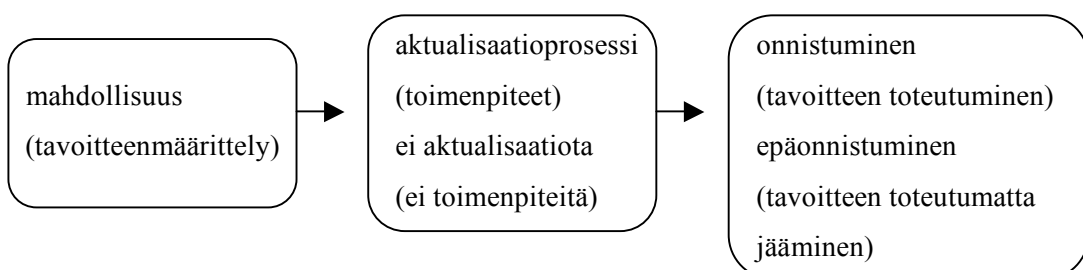 mahdollisuus
(tavoitteenmäärittely)
aktualisaatioprosessi
(toimenpiteet)
ei aktualisaatiota
(ei toimenpiteitä)
onnistuminen
(tavoitteen toteutuminen)
epäonnistuminen
(tavoitteen toteutumatta
jääminen)